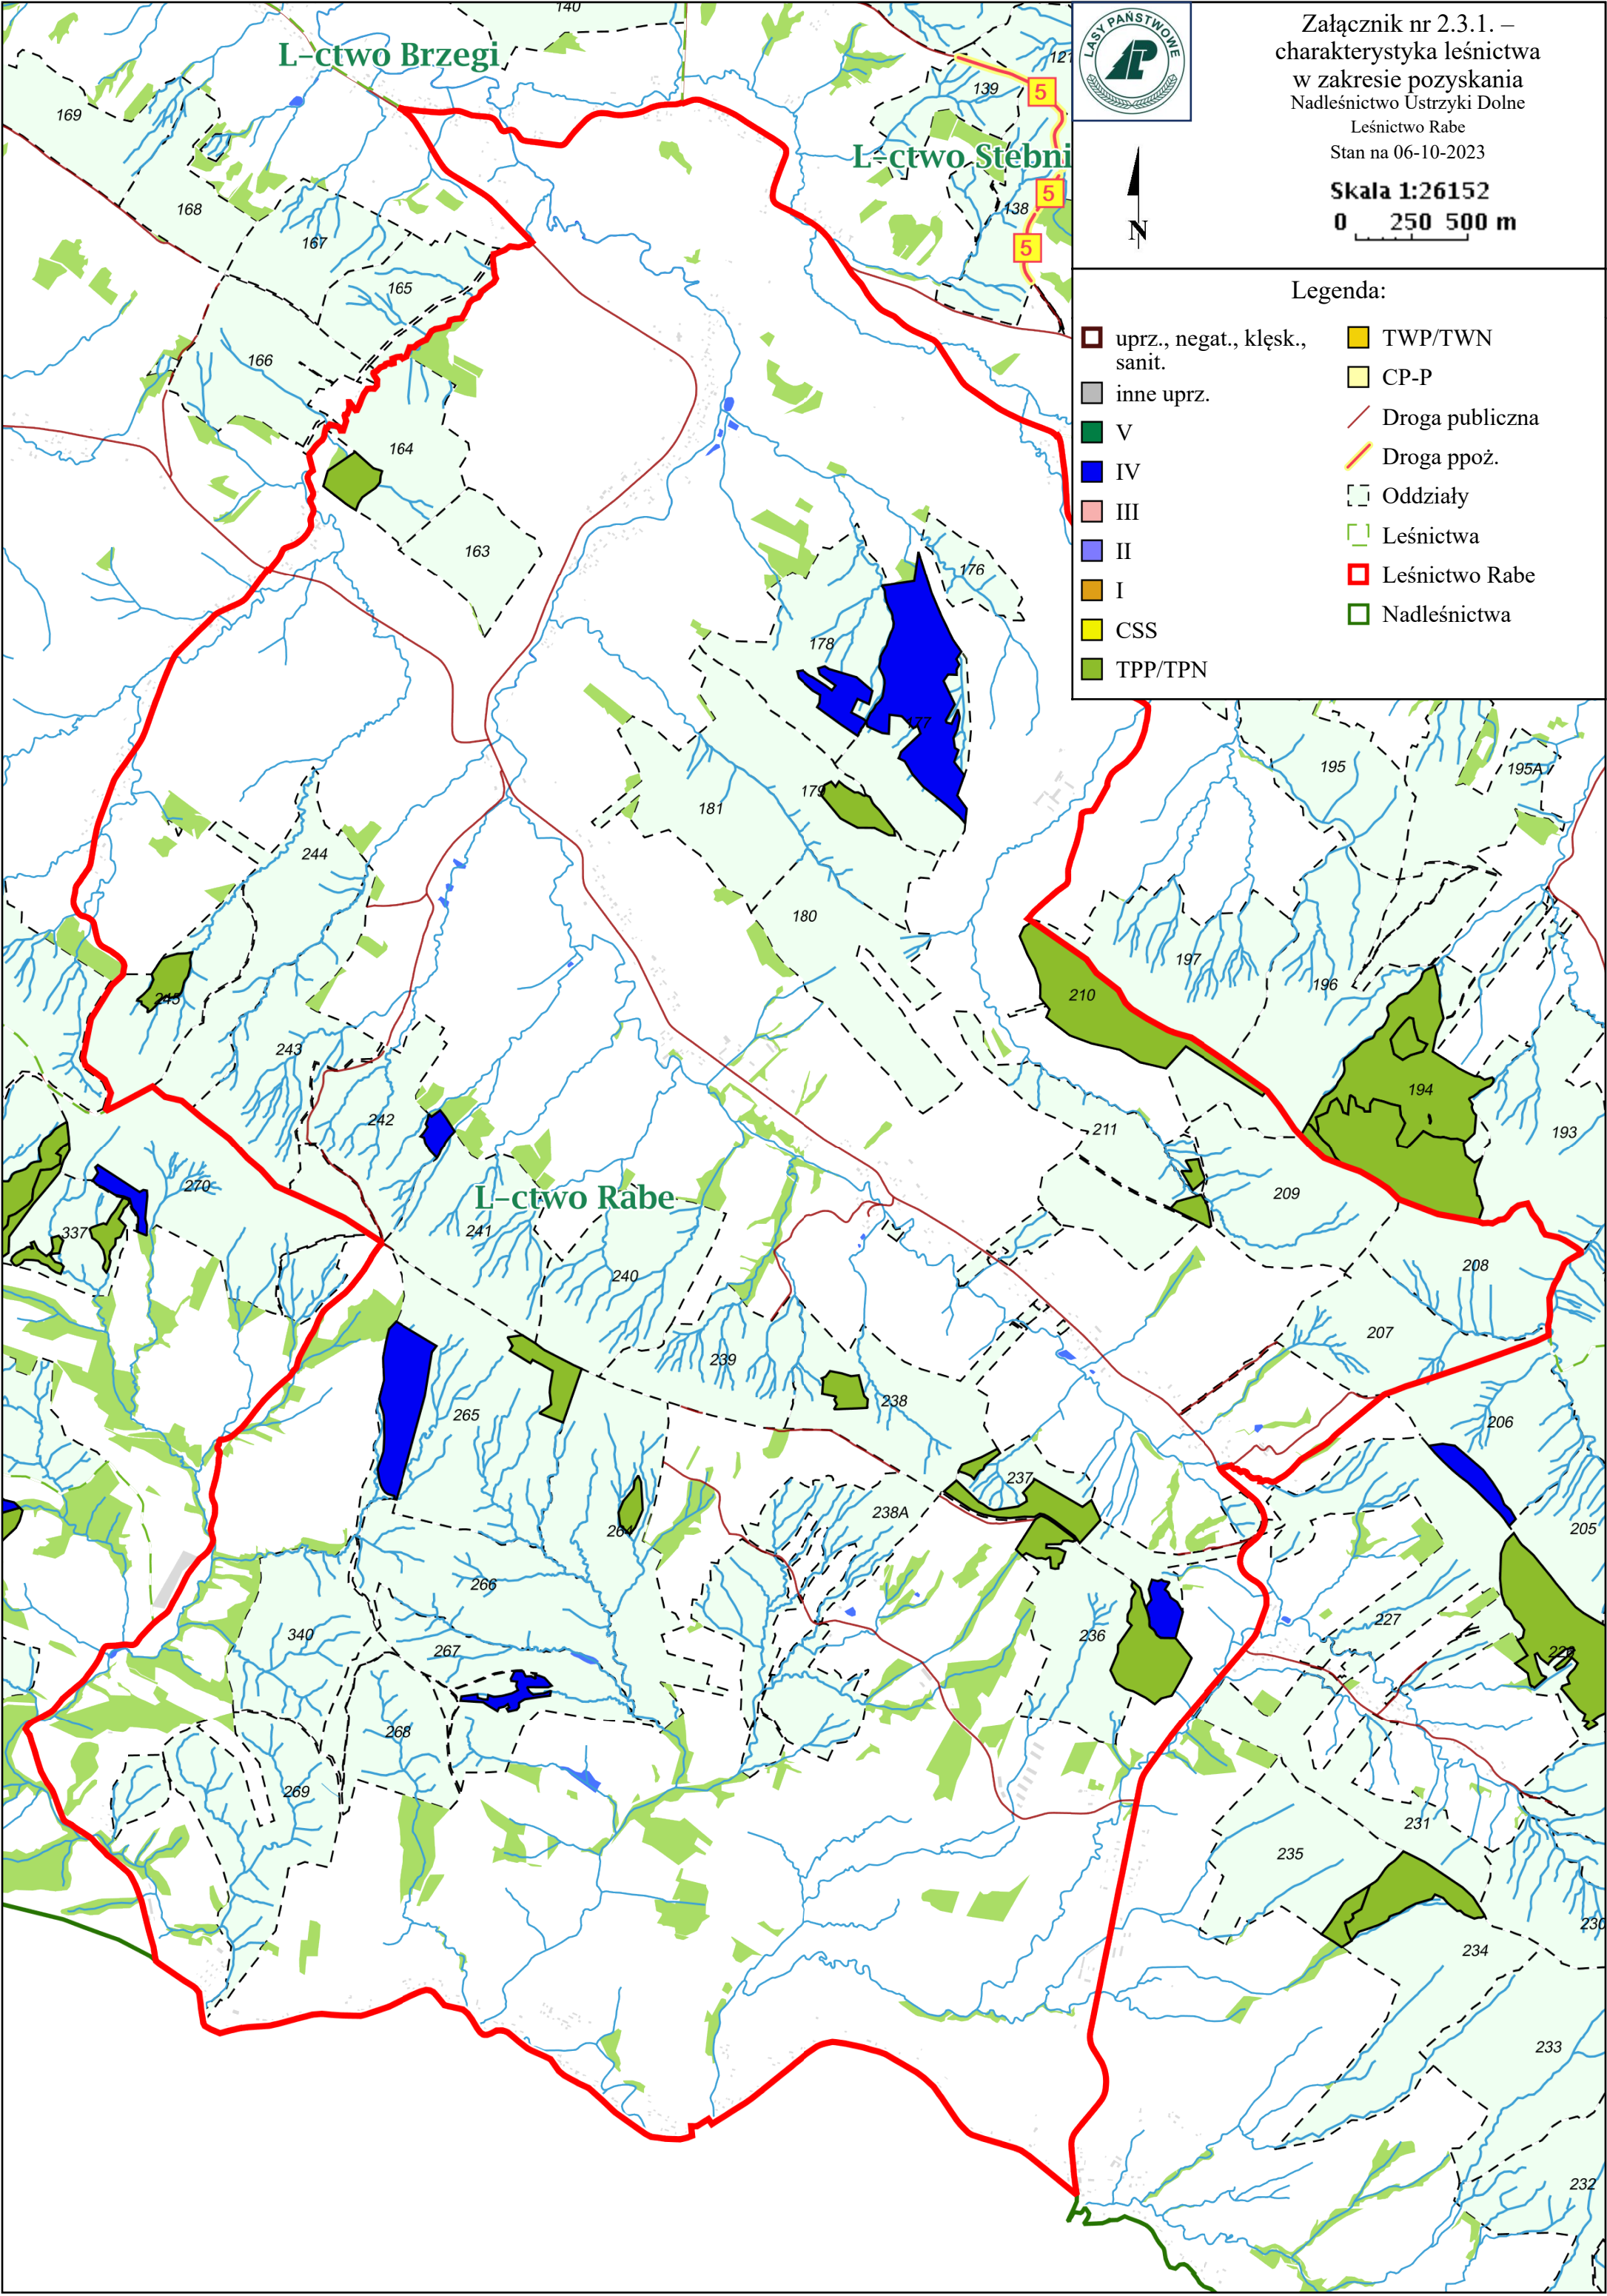 Załącznik nr 2.3.1. –
charakterystyka leśnictwa
w zakresie pozyskania
Nadleśnictwo Ustrzyki Dolne
Leśnictwo Rabe
Stan na 06-10-2023
Skala 1:26152
0 250 500 m
LASY PAŃSTWOWE
N
Legenda:
uprz., negat., klęsk.,
sanit.
inne uprz.
V
IV
III
II
I
CSS
TPP/TPN
TWP/TWN
CP-P
Droga publiczna
Droga ppoż.
Oddziały
Leśnictwa
Leśnictwo Rabe
Nadleśnictwa
140
L-ctwo Brzegi
121
139
5
169
L-ctwo Stebni
5
168
138
167
5
165
166
164
163
176
178
177
195
195A
179
181
244
180
197
196
210
245
243
194
242
211
193
270
209
L-ctwo Rabe
241
337
208
240
207
239
238
265
206
237
238A
205
264
266
227
340
236
267
268
269
231
235
230
234
233
232